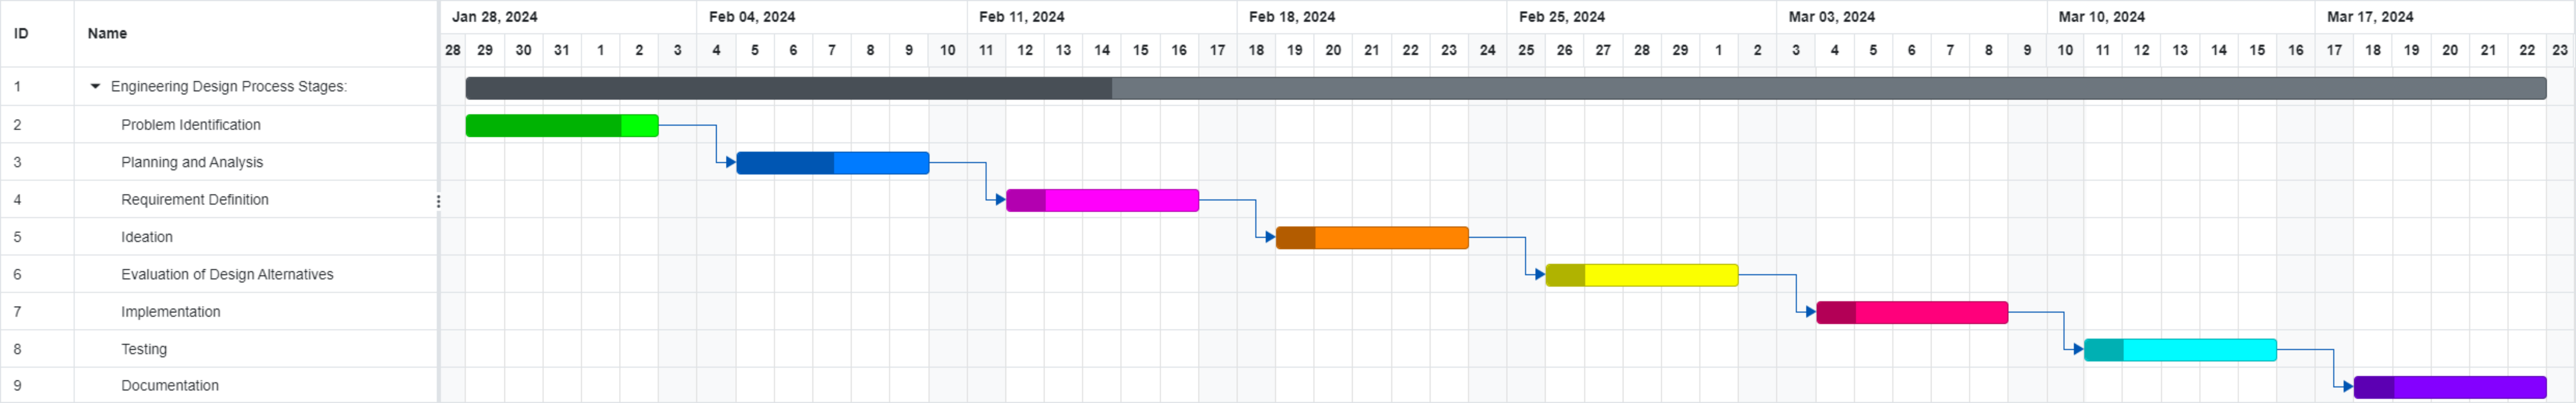 ID Name Jan 28, 2024 Feb 04, 2024 Feb 11, 2024 Feb 18, 2024 Feb 25, 2024 Mar 03, 2024 Mar 10, 2024 Mar 17, 2024
28 29 30 31 1 2 3 4 5 6 7 8 9 10 11 12 13 14 15 16 17 18 19 20 21 22 23 24 25 26 27 28 29 1 2 3 4 5 6 7 8 9 10 11 12 13 14 15 16 17 18 19 20 21 22 23
1 Engineering Design Process Stages:
2 Problem Identification
3 Planning and Analysis
4 Requirement Definition
5 Ideation
6 Evaluation of Design Alternatives
7 Implementation
8 Testing
9 Documentation